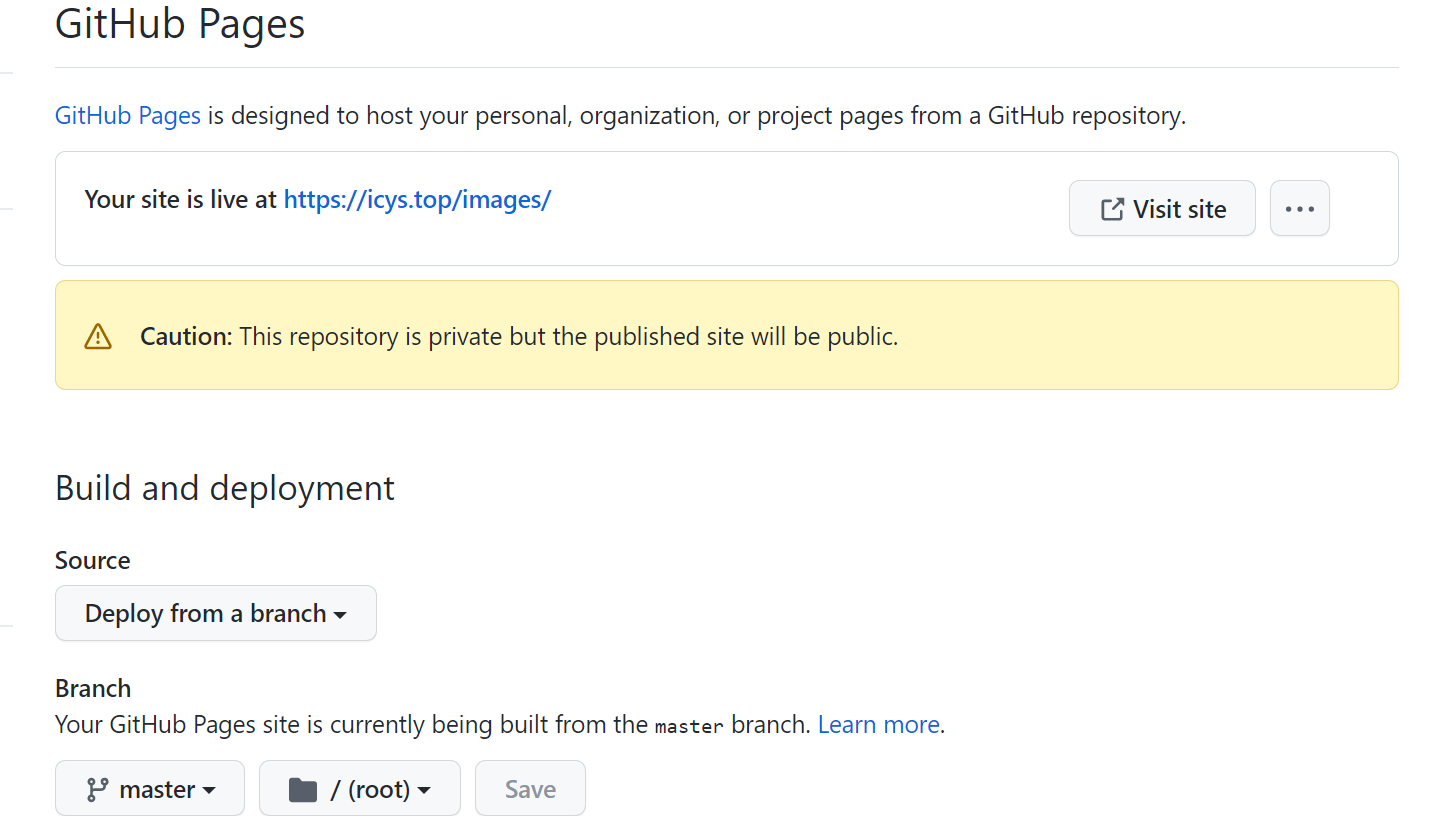 GitHub Pages
GitHub Pages is designed to host your personal, organization, or project pages from a GitHub repository.
Your site is live at https://icys.top/images/
Visit site
Caution: This repository is private but the published site will be public.
Build and deployment
Source
Deploy from a branch
Branch
Your GitHub Pages site is currently being built from the master branch. Learn more.
master / (root) Save